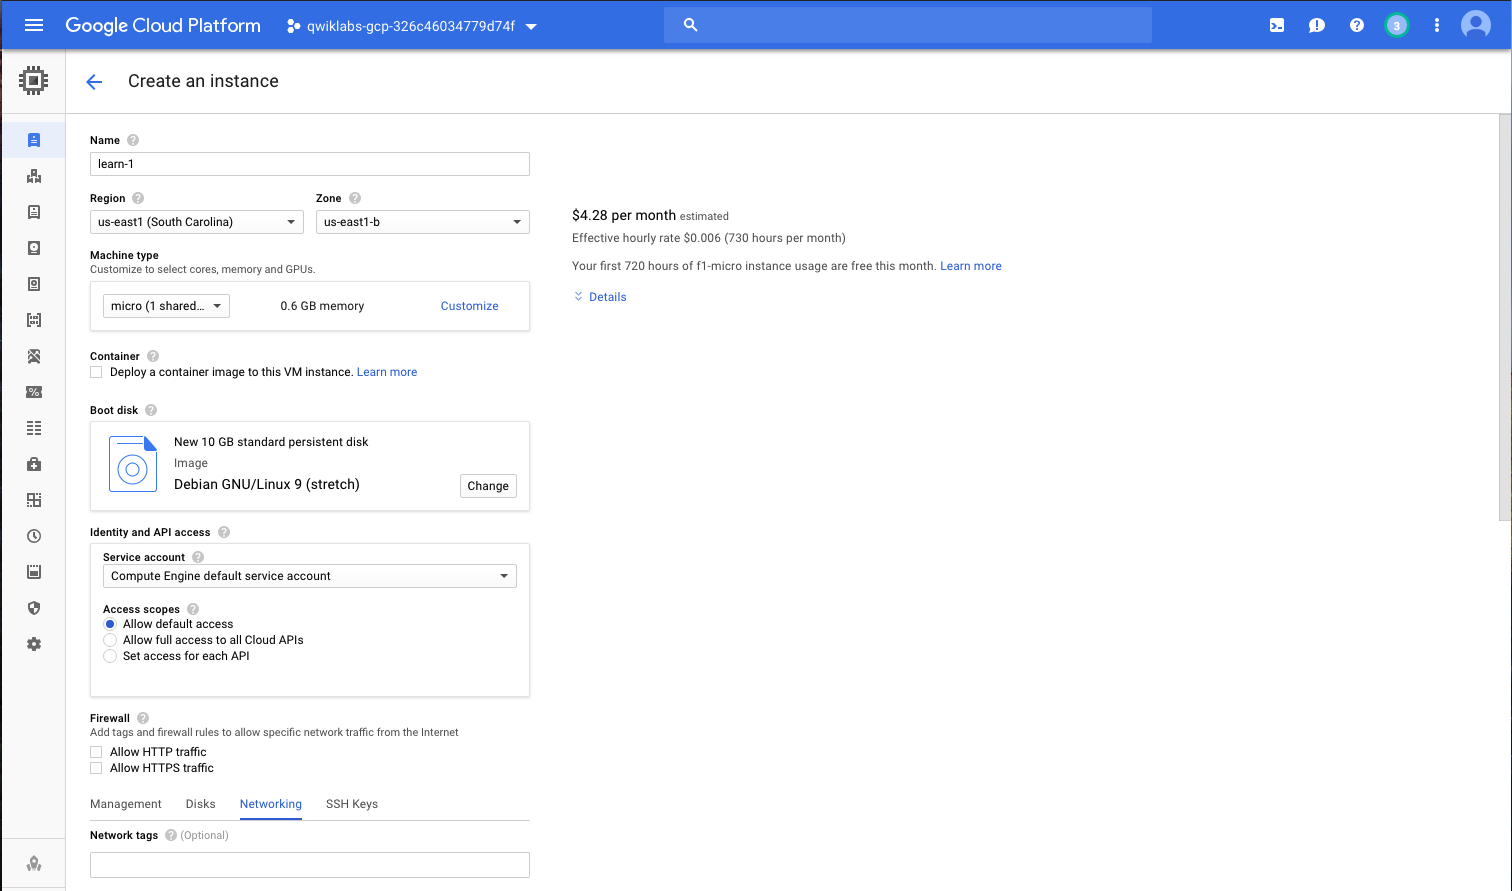 Google Cloud Platform
qwiklabs-gcp-326c46034779d74f
3
Create an instance
Name
learn-1
Region
Zone
us-east1 (South Carolina)
us-east1-b
$4.28 per month estimated
Effective hourly rate $0.006 (730 hours per month)
Your first 720 hours of f1-micro instance usage are free this month. Learn more
Details
Machine type
Customize to select cores, memory and GPUs.
micro (1 shared...
0.6 GB memory
Customize
Container
Deploy a container image to this VM instance. Learn more
Boot disk
New 10 GB standard persistent disk
Image
Debian GNU/Linux 9 (stretch)
Change
Identity and API access
Service account
Compute Engine default service account
Access scopes
Allow default access
Allow full access to all Cloud APIs
Set access for each API
Firewall
Add tags and firewall rules to allow specific network traffic from the Internet
Allow HTTP traffic
Allow HTTPS traffic
Management
Disks
Networking
SSH Keys
Network tags
(Optional)